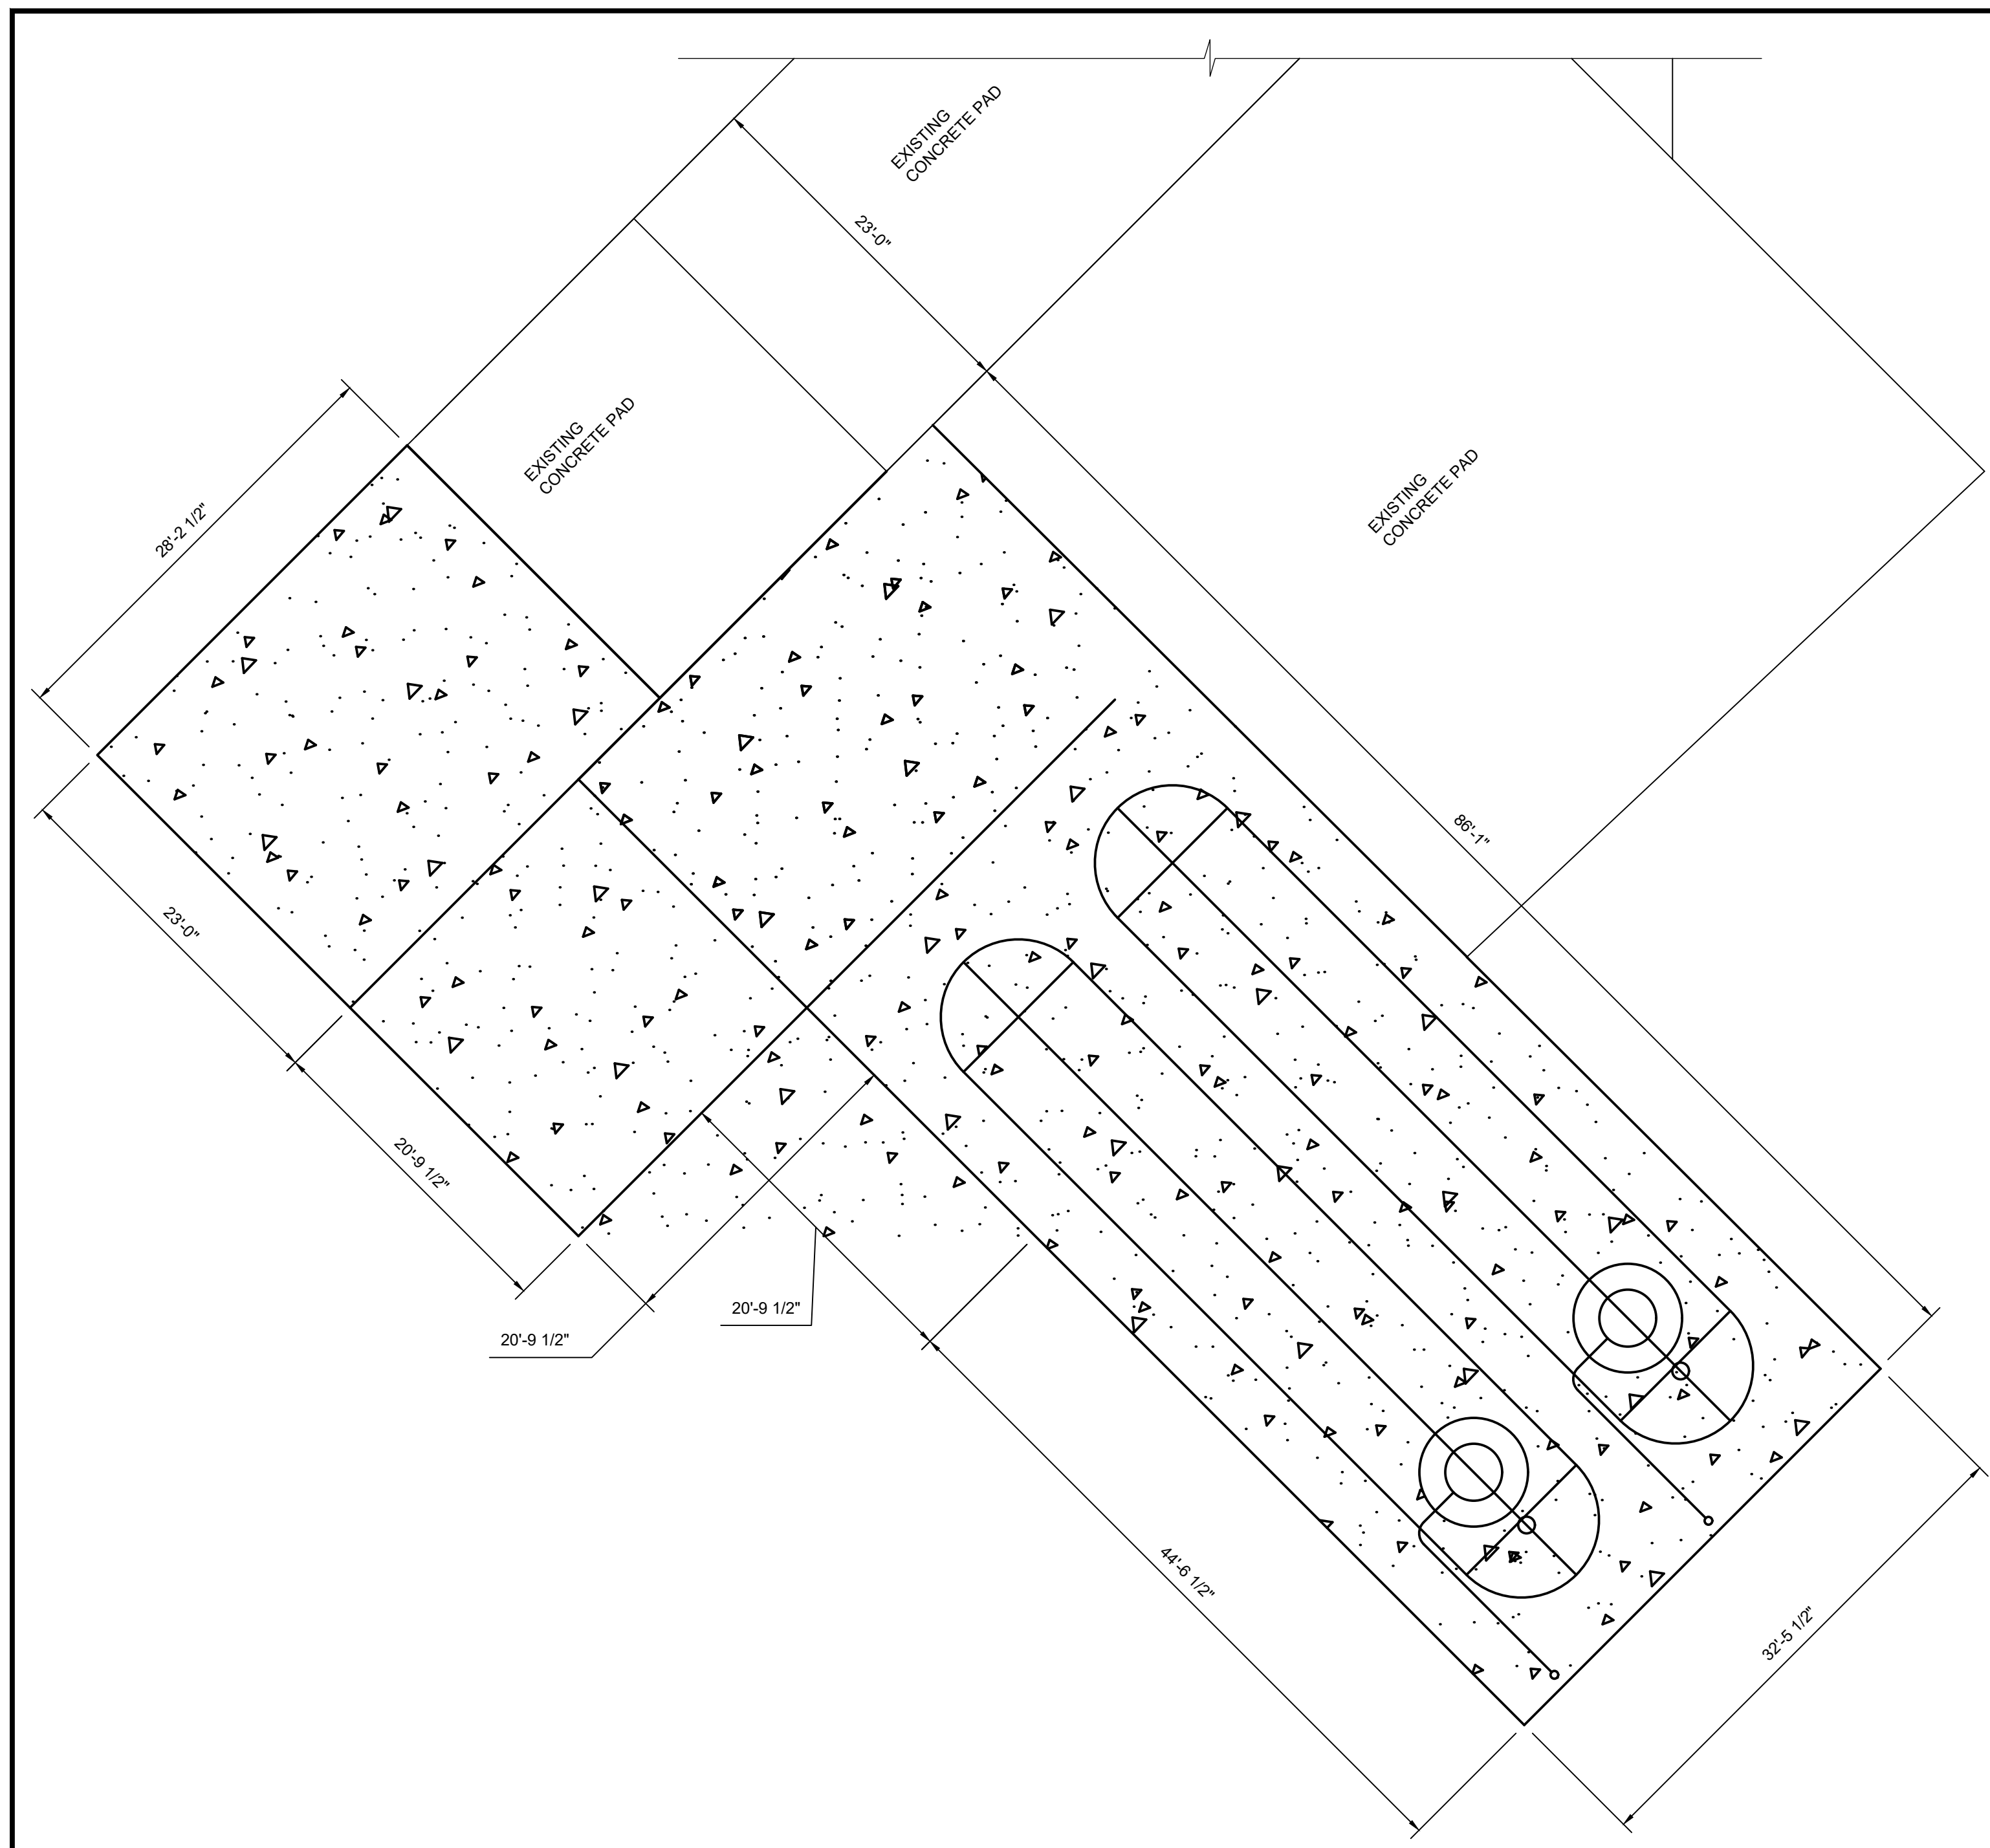 EXISTING
CONCRETE PAD
23'-0"
EXISTING
CONCRETE PAD
28'-2 1/2"
EXISTING
CONCRETE PAD
86'-1"
23'-0"
20'-9 1/2"
20'-9 1/2"
20'-9 1/2"
44'-6 1/2"
32'-5 1/2"